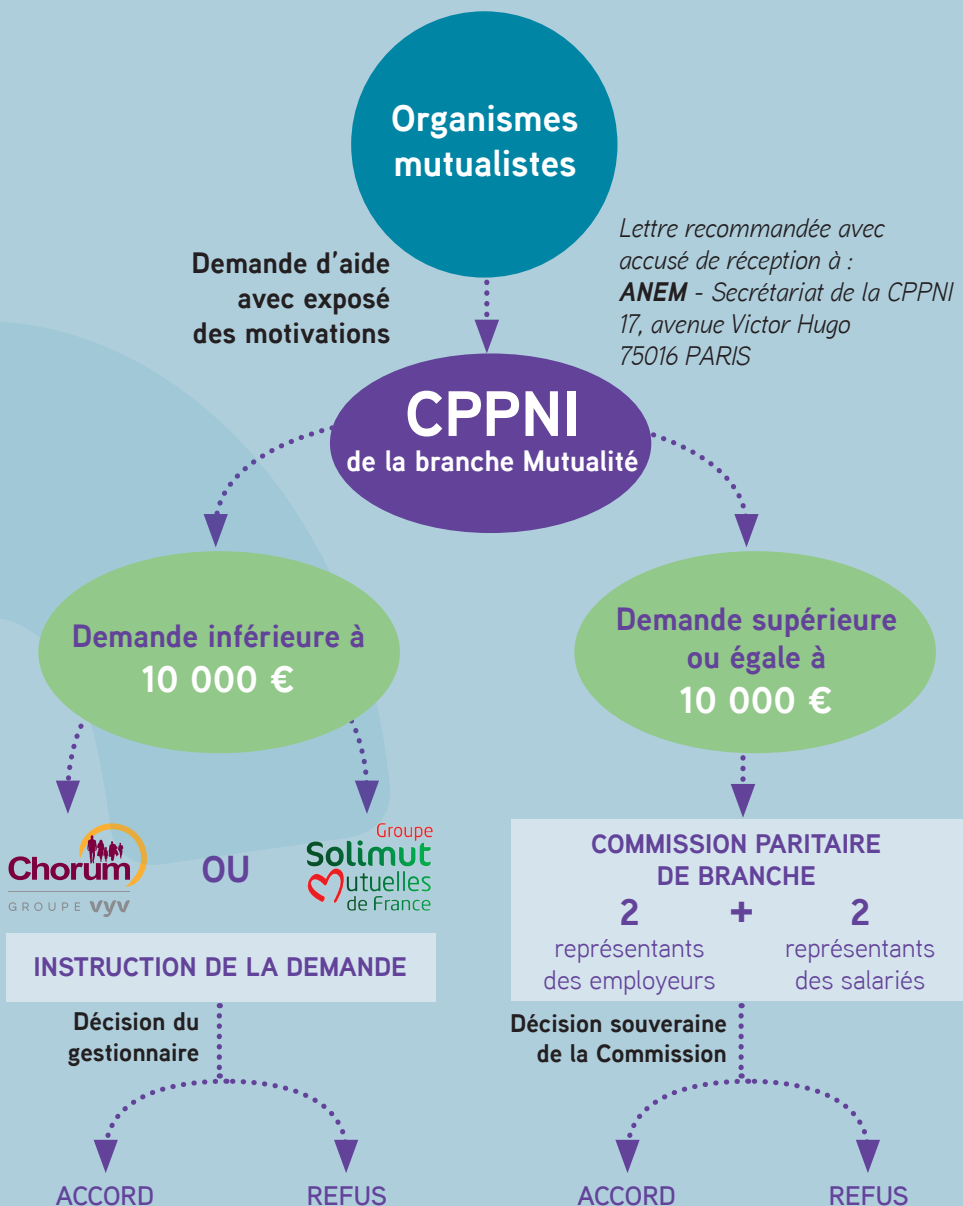 Organismes
mutualistes
Demande d'aide
avec exposé
des motivations
Lettre recommandée avec
accusé de réception à :
ANEM - Secrétariat de la CPPNI
17, avenue Victor Hugo
75016 PARIS
CPPNI
de la branche Mutualité
Demande inférieure à
10 000 €
Demande supérieure
ou égale à
10 000 €
Chorum
GROUPE vyv
OU
Groupe
Solimut
Mutuelles
de France
INSTRUCTION DE LA DEMANDE
Décision du
gestionnaire
ACCORD
REFUS
COMMISSION PARITAIRE
DE BRANCHE
2 + 2
représentants
des employeurs
représentants
des salariés
Décision souveraine
de la Commission
ACCORD
REFUS